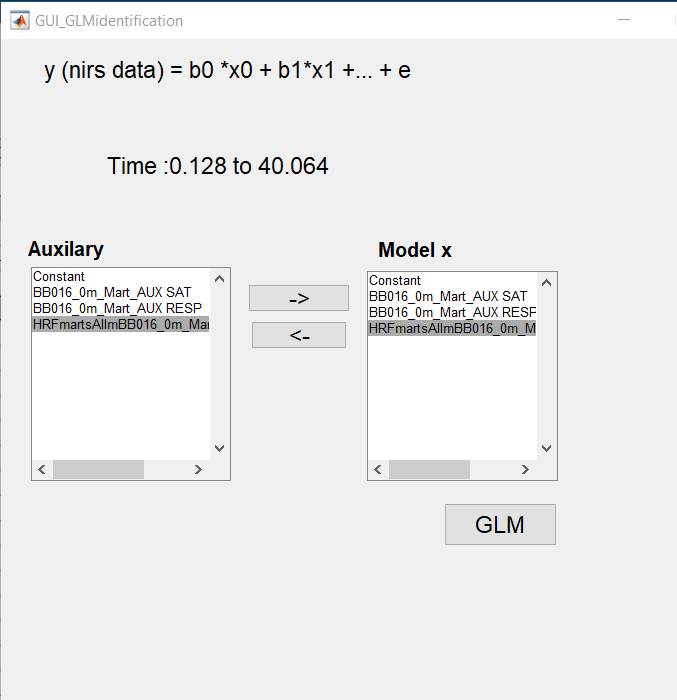 GUI_GLMidentification
y (nirs data) = b0 *x0 + b1*x1 +... + e
Time :0.128 to 40.064
Auxilary
Constant
BB016_0m_Mart_AUX SAT
BB016_0m_Mart_AUX RESP
HRFmartsAllmBB016_0m_Mar
->
<-
Model x
Constant
BB016_0m_Mart_AUX SAT
BB016_0m_Mart_AUX RESP
HRFmartsAllmBB016_0m_M
GLM